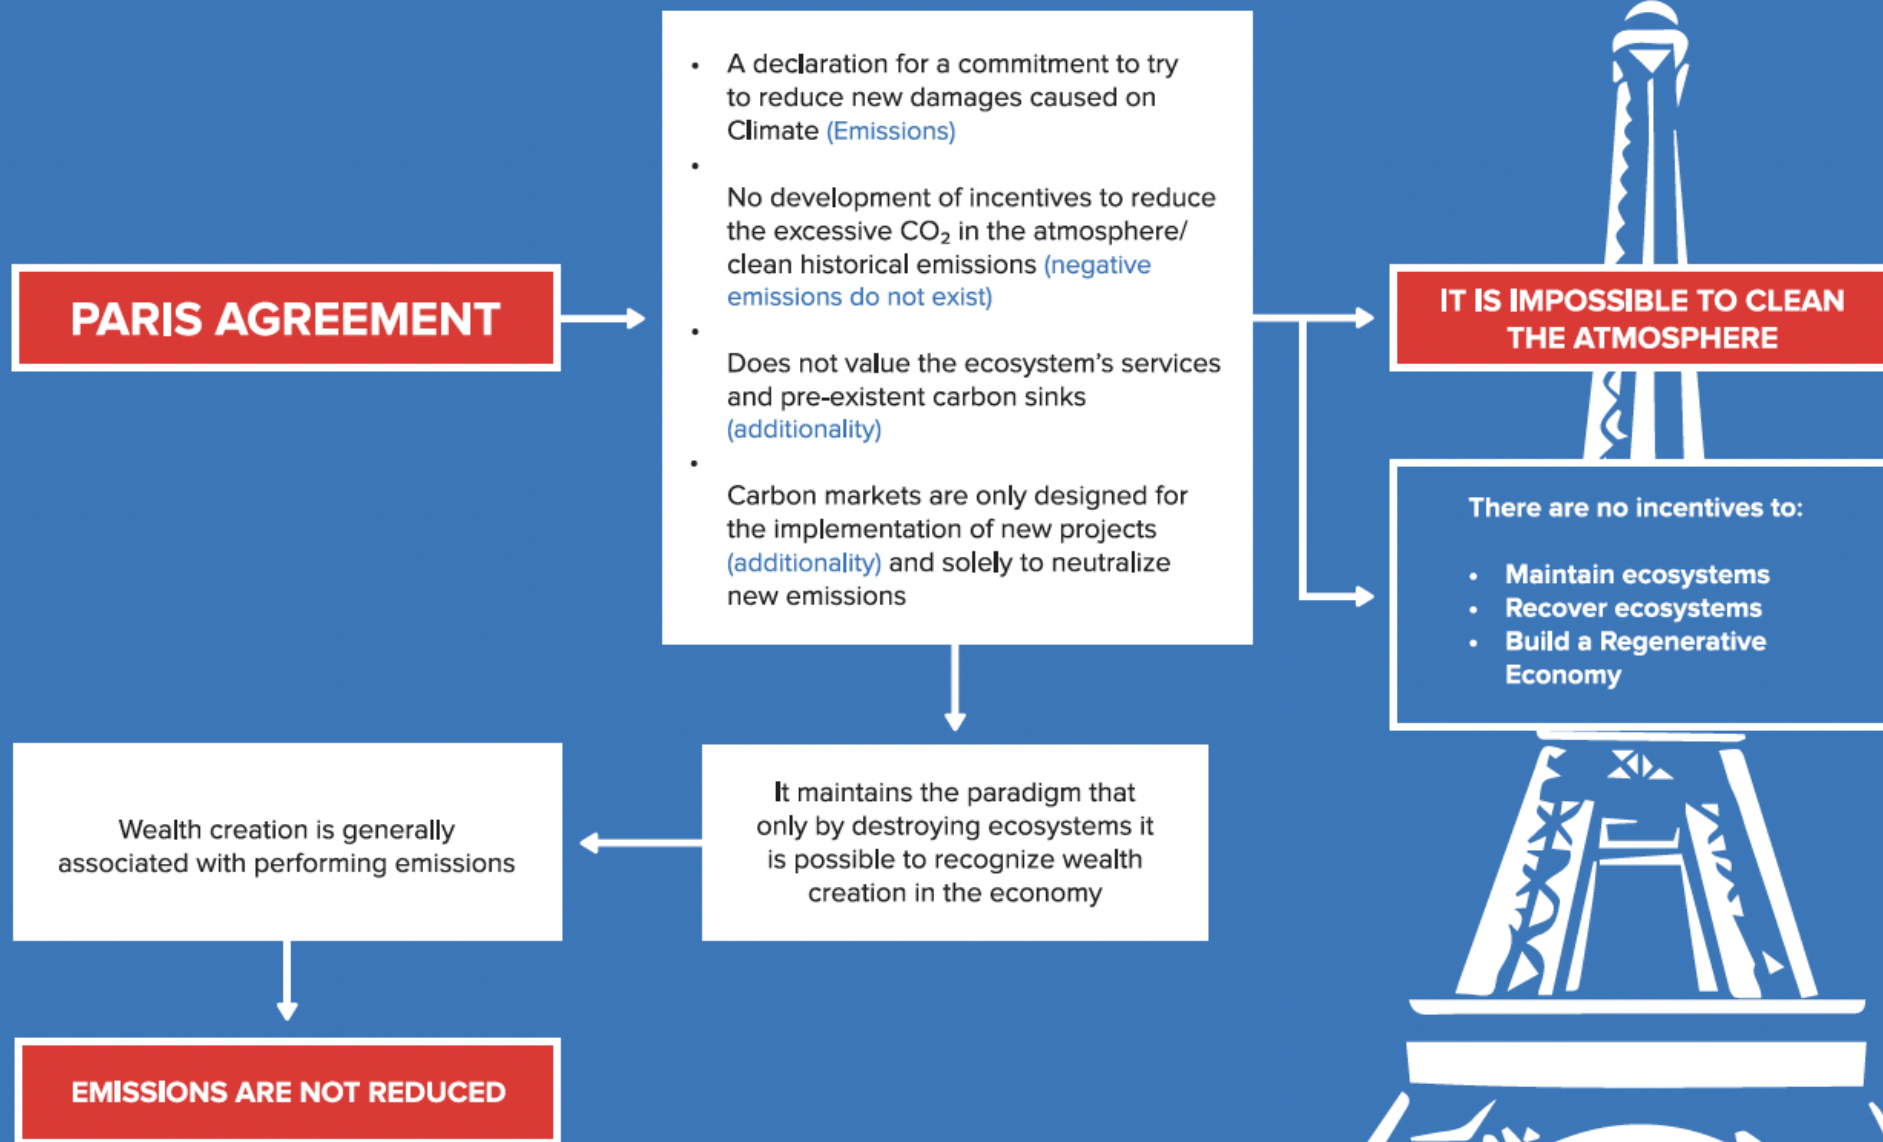 PARIS AGREEMENT
• A declaration for a commitment to try
to reduce new damages caused on
Climate (Emissions)
•
No development of incentives to reduce
the excessive CO₂ in the atmosphere/
clean historical emissions (negative
emissions do not exist)
•
Does not value the ecosystem's services
and pre-existent carbon sinks
(additionality)
•
Carbon markets are only designed for
the implementation of new projects
(additionality) and solely to neutralize
new emissions
IT IS IMPOSSIBLE TO CLEAN
THE ATMOSPHERE
There are no incentives to:
• Maintain ecosystems
• Recover ecosystems
• Build a Regenerative
Economy
It maintains the paradigm that
only by destroying ecosystems it
is possible to recognize wealth
creation in the economy
Wealth creation is generally
associated with performing emissions
EMISSIONS ARE NOT REDUCED